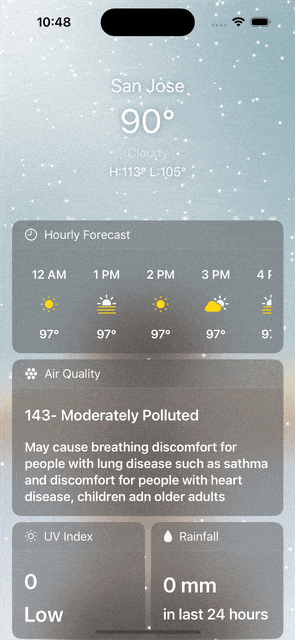 10:48
San Jose
90°
Cloudy
H:113° L:105°
Hourly Forecast
12 AM 1 PM 2 PM 3 PM 4 F
97° 97° 97° 97° 97
Air Quality
143- Moderately Polluted
May cause breathing discomfort for
people with lung disease such as sathma
and discomfort for people with heart
disease, children adn older adults
UV Index
0
Low
Rainfall
0 mm
in last 24 hours